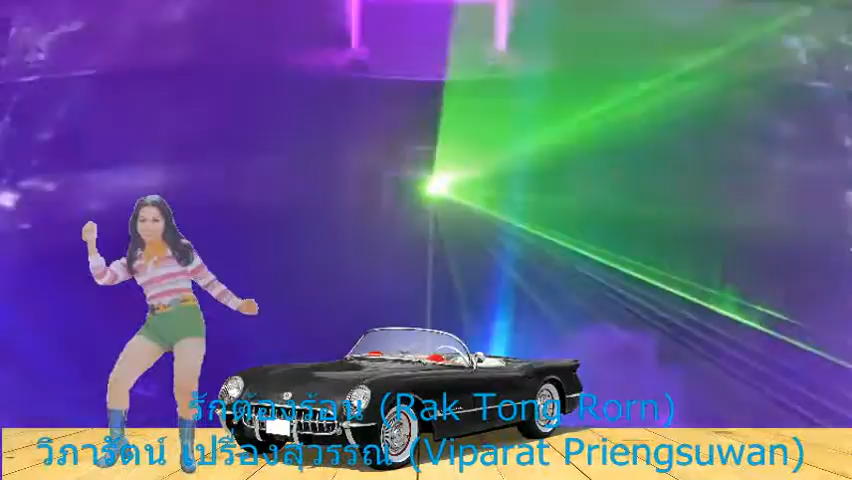 รักต้องร้อน (Rak Tong Rorn)
วิภารัตน์ เปรื่องสุวรรณ (Viparat Priengsuwan)